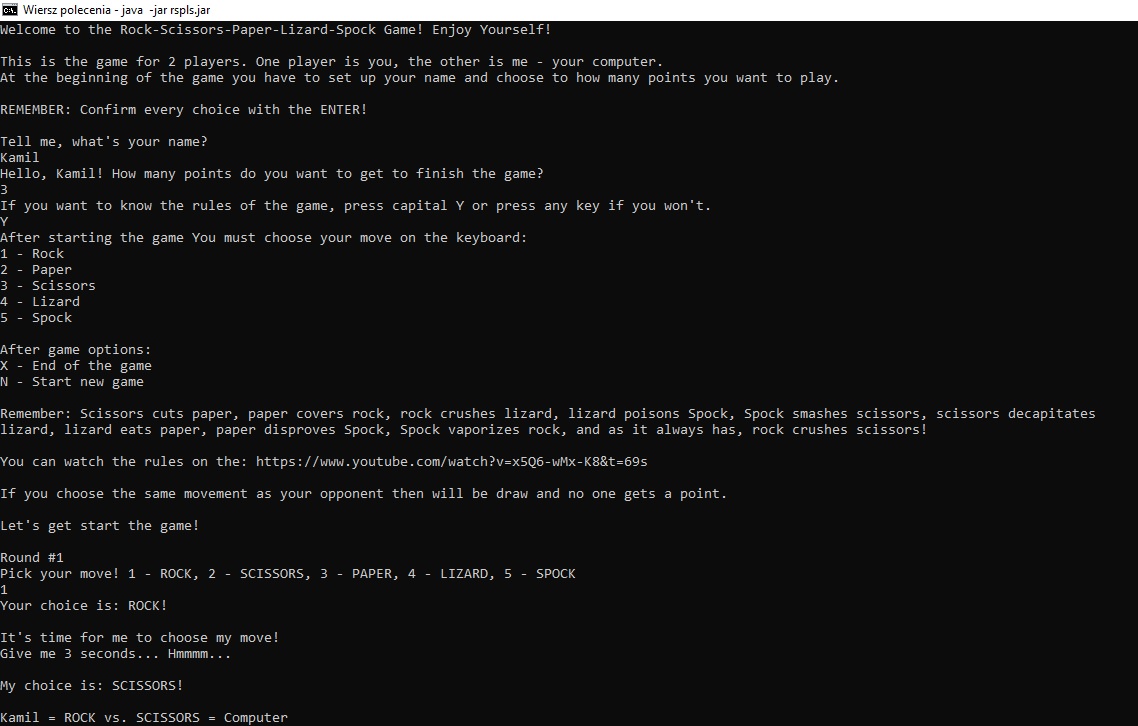 Wiersz polecenia - java -jar rspls.jar
Welcome to the Rock-Scissors-Paper-Lizard-Spock Game! Enjoy Yourself!
This is the game for 2 players. One player is you, the other is me - your computer.
At the beginning of the game you have to set up your name and choose to how many points you want to play.
REMEMBER: Confirm every choice with the ENTER!
Tell me, what's your name?
Kamil
Hello, Kamil! How many points do you want to get to finish the game?
3
If you want to know the rules of the game, press capital Y or press any key if you won't.
Y
After starting the game You must choose your move on the keyboard:
1 - Rock
2 - Paper
3 - Scissors
4 - Lizard
5 - Spock
After game options:
X - End of the game
N - Start new game
Remember: Scissors cuts paper, paper covers rock, rock crushes lizard, lizard poisons Spock, Spock smashes scissors, scissors decapitates
lizard, lizard eats paper, paper disproves Spock, Spock vaporizes rock, and as it always has, rock crushes scissors!
You can watch the rules on the: https://www.youtube.com/watch?v=x5Q6-wMx-K8&t=69s
If you choose the same movement as your opponent then will be draw and no one gets a point.
Let's get start the game!
Round #1
Pick your move! 1 - ROCK, 2 - SCISSORS, 3 - PAPER, 4 - LIZARD, 5 - SPOCK
1
Your choice is: ROCK!
It's time for me to choose my move!
Give me 3 seconds... Hmmmm...
My choice is: SCISSORS!
Kamil = ROCK vs. SCISSORS = Computer